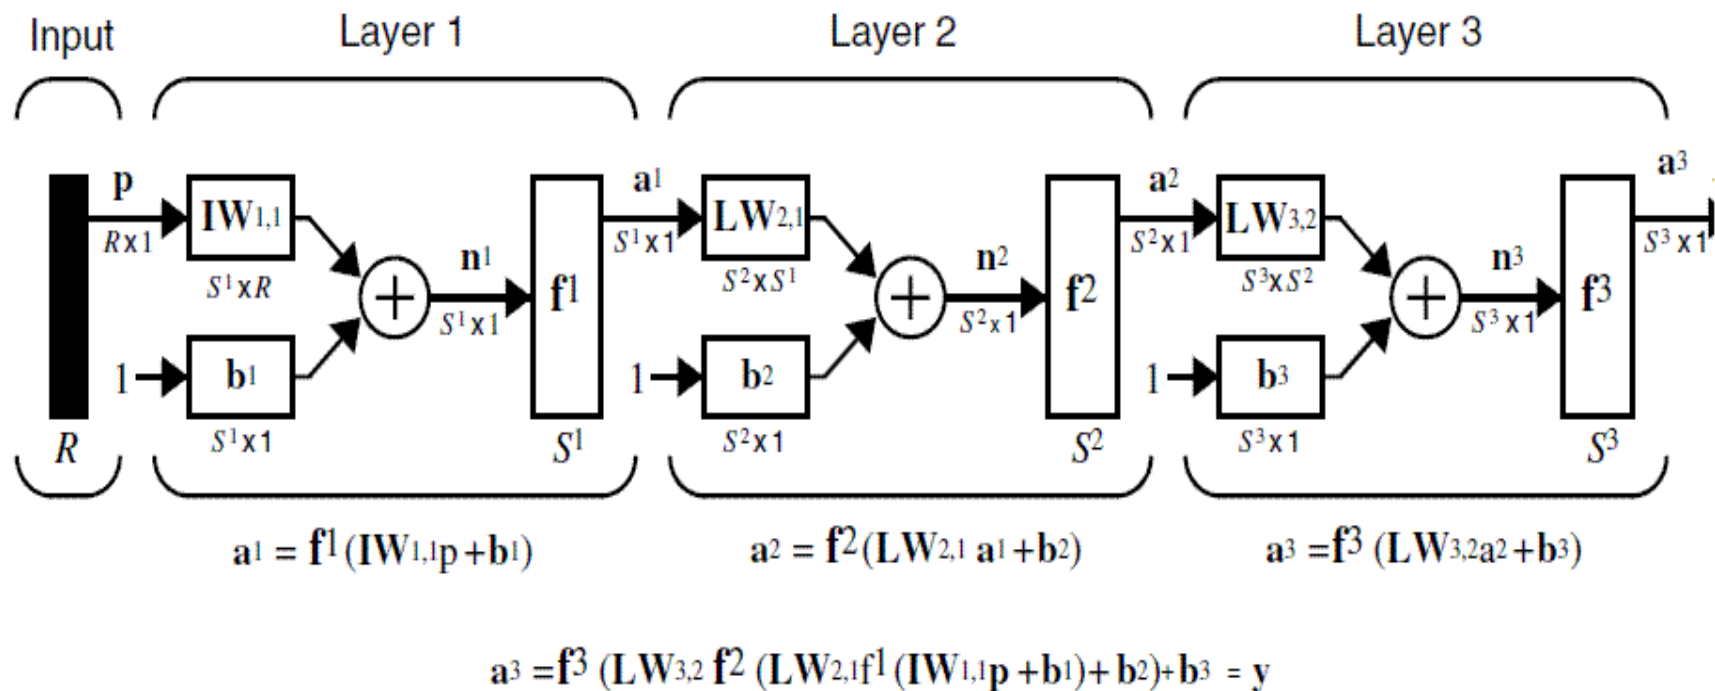 Input Layer 1 Layer 2 Layer 3
p a¹ a² a³
IW1,1 LW2,1 LW3,2
Rx1 S¹x1 S²x1 S³x1
S¹xR n¹ S²xS¹ n² S³xS² n³
+ f¹ + f² + f³
S¹x1 S²x1 S³x1
1 b¹ 1 b² 1 b³
R S¹x1 S¹ S²x1 S² S³x1 S³
a¹ = f¹(IW1,1p +b¹) a² = f²(LW2,1 a¹+b²) a³ =f³ (LW3,2a²+b³)
a³ =f³ (LW3,2 f² (LW2,1f¹(IW1,1p +b¹)+ b²)+b³ = y